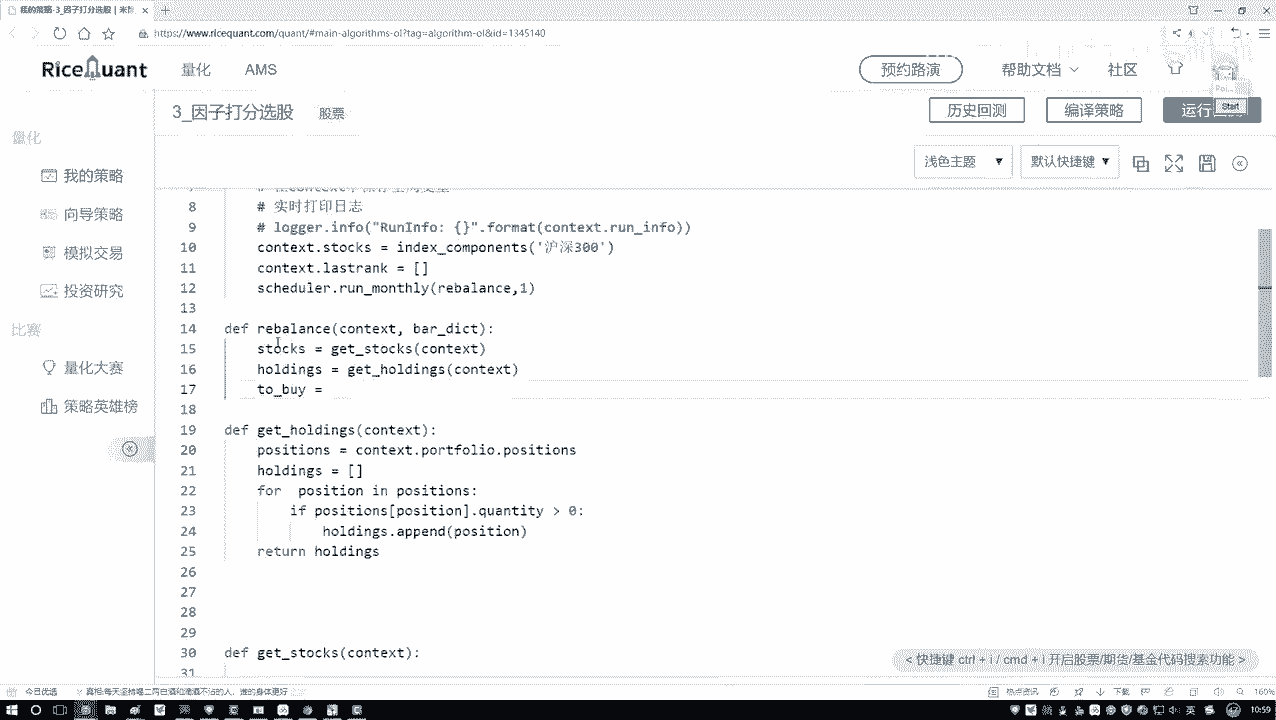 我的策略-3_因子打分选股 | 米
https://www.ricequant.com/quant/#main-algorithms-ol?tag=algorithm-ol&id=1345140
RiceQuant 量化 AMS 预约路演 帮助文档 社区
3_因子打分选股 股票 历史回测 编译策略 运行
Start
浅色主题 默认快捷键
量化
我的策略
向导策略
模拟交易
投资研究
比赛
量化大赛
策略英雄榜
8 # 实时打印日志
9 # logger.info("RunInfo: {}".format(context.run_info))
10 context.stocks = index_components('沪深300')
11 context.lastrank = []
12 scheduler.run_monthly(rebalance,1)
13
14 def rebalance(context, bar_dict):
15 stocks = get_stocks(context)
16 holdings = get_holdings(context)
17 to_buy =
18
19 def get_holdings(context):
20 positions = context.portfolio.positions
21 holdings = []
22 for position in positions:
23 if positions[position].quantity > 0:
24 holdings.append(position)
25 return holdings
26
27
28
29
30 def get_stocks(context):
31
< 快捷键 ctrl + i / cmd + i 开启股票/期货/基金代码搜索功能 >
今日优选 热点资讯 下载 160%
英 10:59